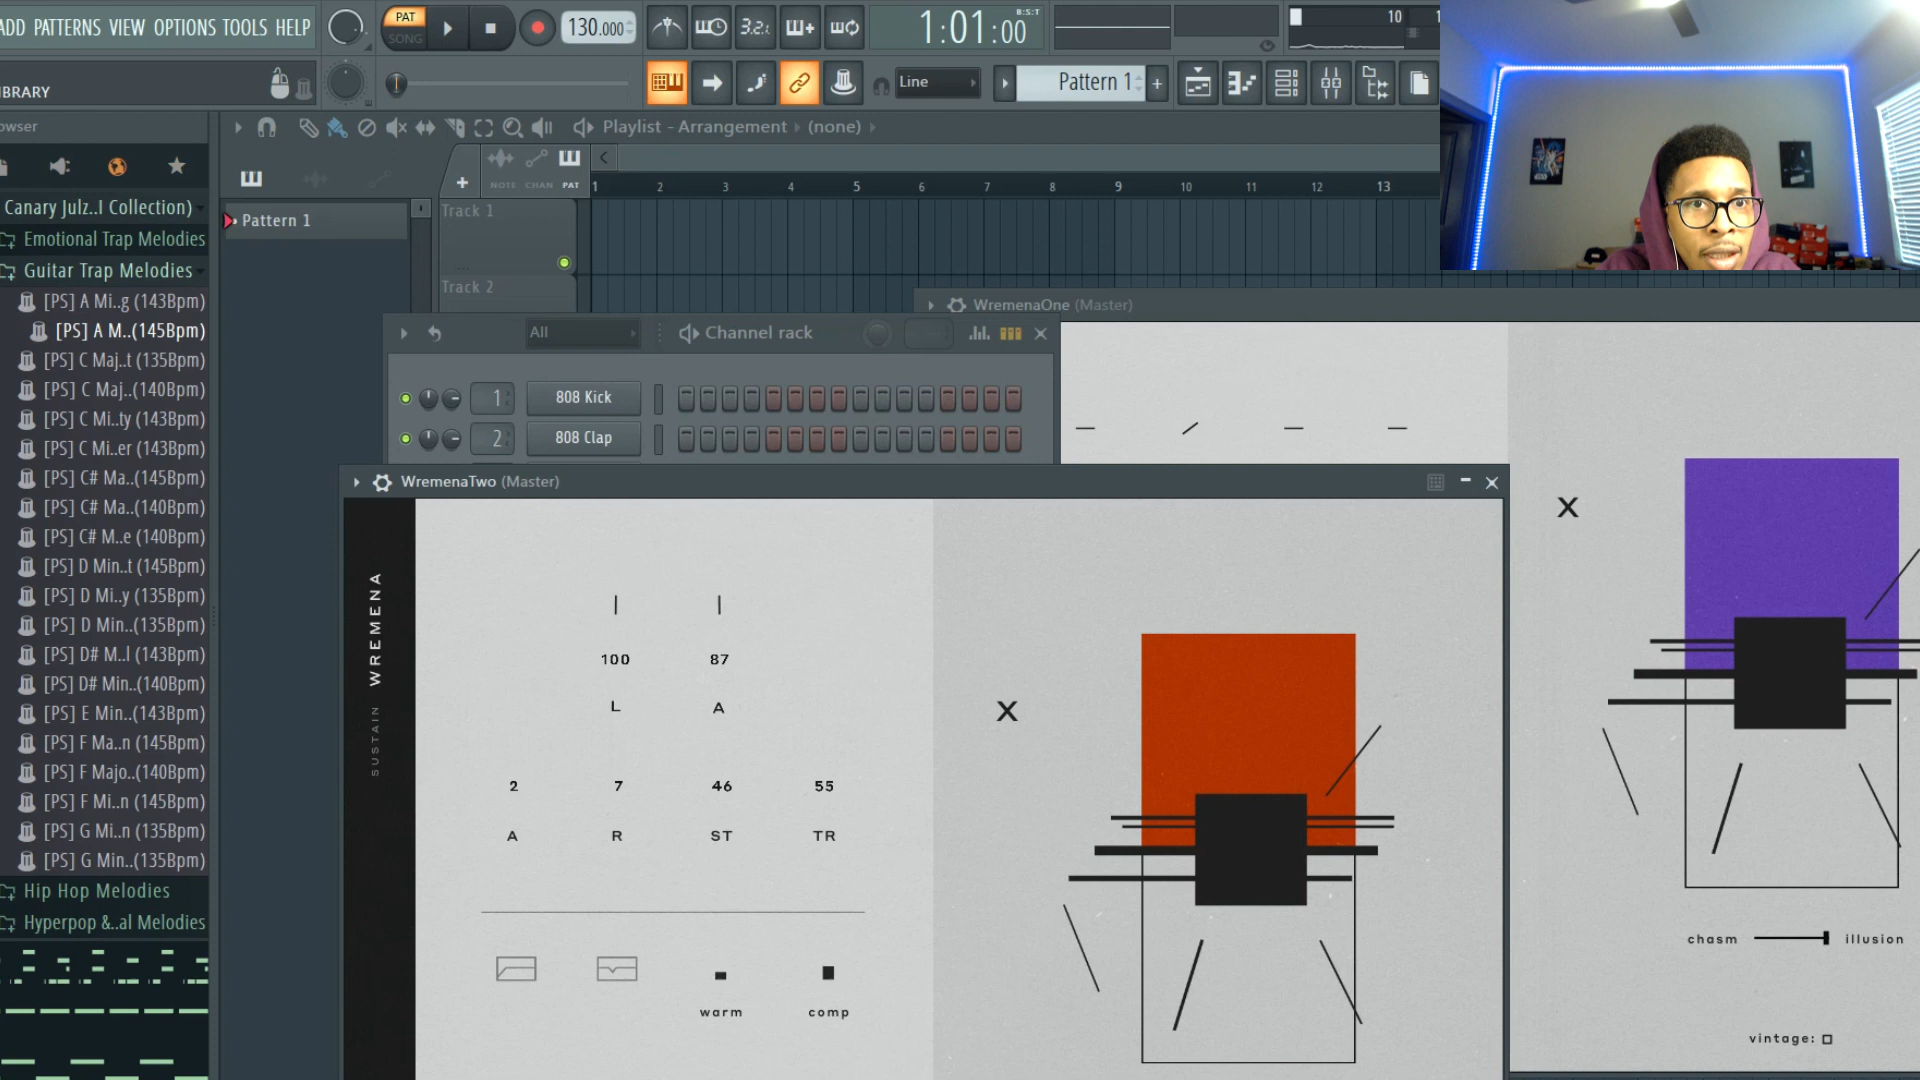 ADD PATTERNS VIEW OPTIONS TOOLS HELP
PAT
SONG
130.000
3.2.
1:01:00
B:S:T
10
IBRARY
Line
Pattern 1
owser
Playlist - Arrangement (none)
NOTE CHAN PAT
1 2 3 4 5 6 7 8 9 10 11 12 13
Canary Julz..l Collection)
Emotional Trap Melodies
Guitar Trap Melodies
[PS] A Mi..g (143Bpm)
[PS] A M..(145Bpm)
[PS] C Maj..t (135Bpm)
[PS] C Maj..(140Bpm)
[PS] C Mi..ty (143Bpm)
[PS] C Mi..er (143Bpm)
[PS] C# Ma..(145Bpm)
[PS] C# Ma..(140Bpm)
[PS] C# M..e (140Bpm)
[PS] D Min..t (145Bpm)
[PS] D Mi..y (135Bpm)
[PS] D Min..(135Bpm)
[PS] D# M..l (143Bpm)
[PS] D# Min..(140Bpm)
[PS] E Min..(143Bpm)
[PS] F Ma..n (145Bpm)
[PS] F Majo..(140Bpm)
[PS] F Mi..n (145Bpm)
[PS] G Mi..n (135Bpm)
[PS] G Min..(135Bpm)
Hip Hop Melodies
Hyperpop &..al Melodies
Pattern 1
Track 1
Track 2
All
Channel rack
1 808 Kick
2 808 Clap
WremenaOne (Master)
X
chasm illusion
vintage:
WremenaTwo (Master)
WREMENA
SUSTAIN
100 87
L A
2 7 46 55
A R ST TR
warm comp
X